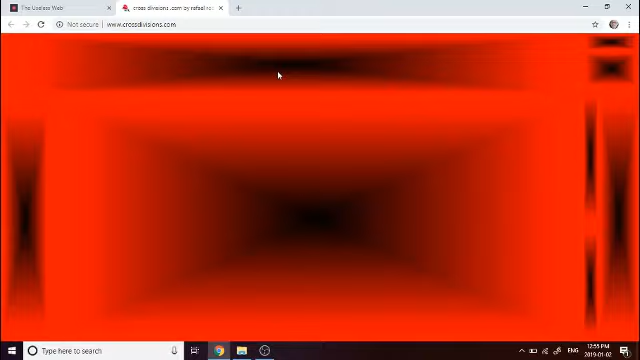 The Useless Web
cross divisions .com by rafael ro
Not secure
www.crossdivisions.com
Type here to search
ENG
12:55 PM
2019-01-02